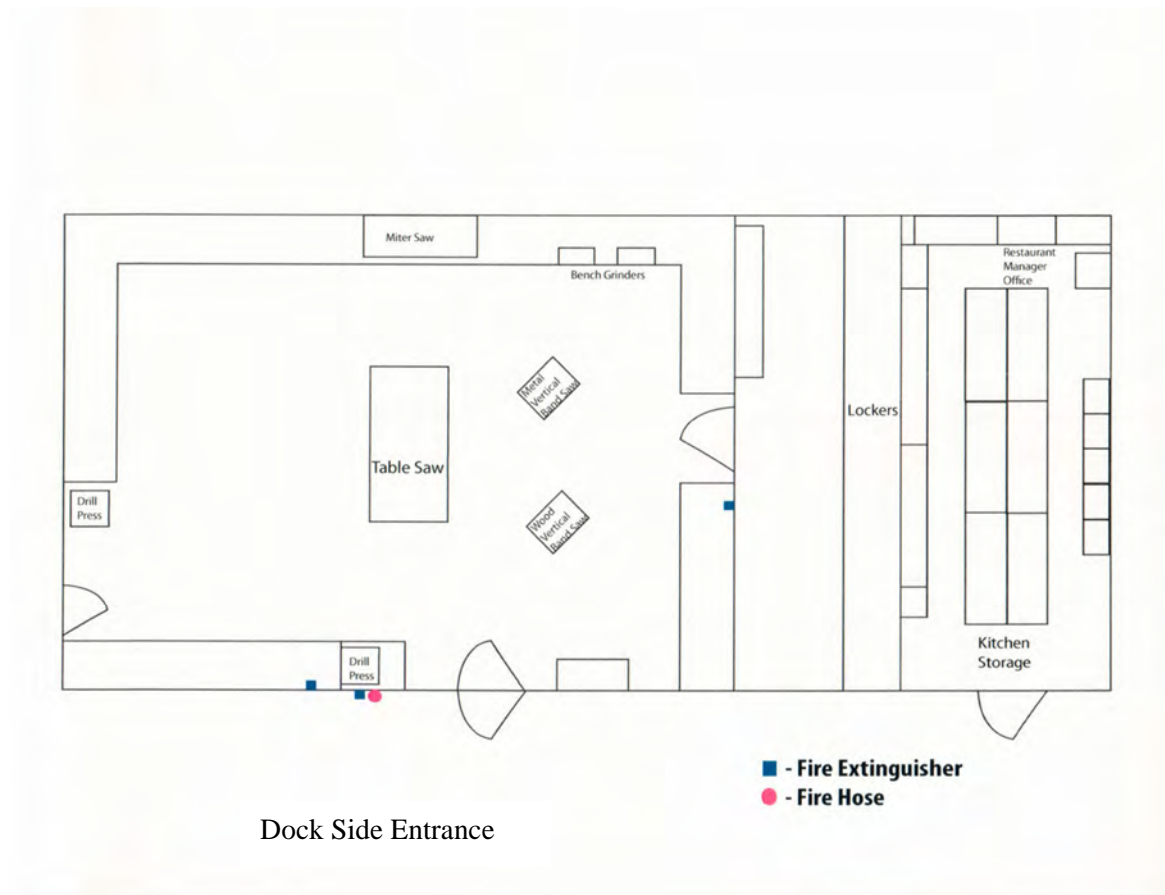 Miter Saw
Bench Grinders
Restaurant
Manager
Office
Metal
Vertical
Band Saw
Lockers
Table Saw
Drill
Press
Wood
Vertical
Band Saw
Kitchen
Storage
Drill
Press
- Fire Extinguisher
- Fire Hose
Dock Side Entrance